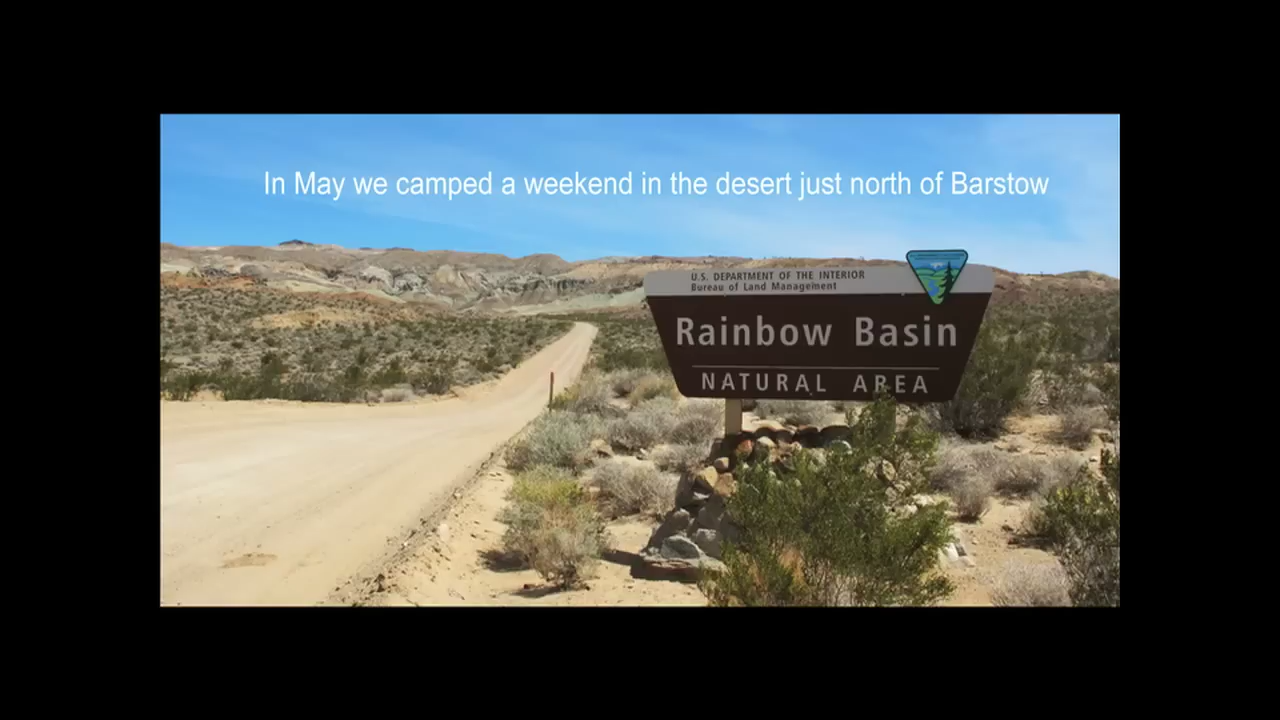 In May we camped a weekend in the desert just north of Barstow
U.S. DEPARTMENT OF THE INTERIOR
Bureau of Land Management
Rainbow Basin
NATURAL AREA